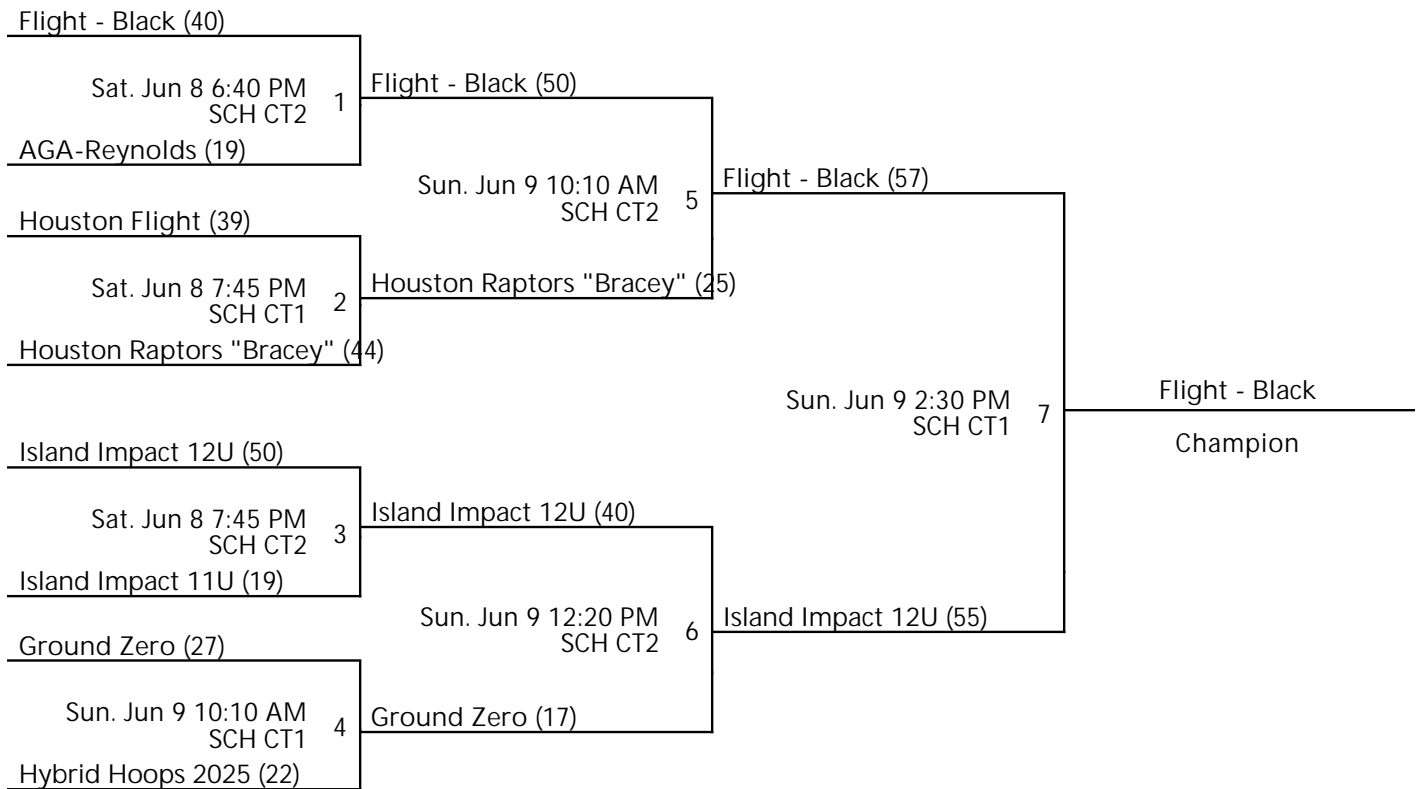 Flight - Black (40)
Sat. Jun 8 6:40 PM
SCH CT2
1
AGA-Reynolds (19)
Flight - Black (50)
Houston Flight (39)
Sat. Jun 8 7:45 PM
SCH CT1
2
Houston Raptors "Bracey" (44)
Houston Raptors "Bracey" (25)
Sun. Jun 9 10:10 AM
SCH CT2
5
Flight - Black (57)
Island Impact 12U (50)
Sat. Jun 8 7:45 PM
SCH CT2
3
Island Impact 11U (19)
Island Impact 12U (40)
Ground Zero (27)
Sun. Jun 9 10:10 AM
SCH CT1
4
Hybrid Hoops 2025 (22)
Ground Zero (17)
Sun. Jun 9 12:20 PM
SCH CT2
6
Island Impact 12U (55)
Sun. Jun 9 2:30 PM
SCH CT1
7
Flight - Black
Champion